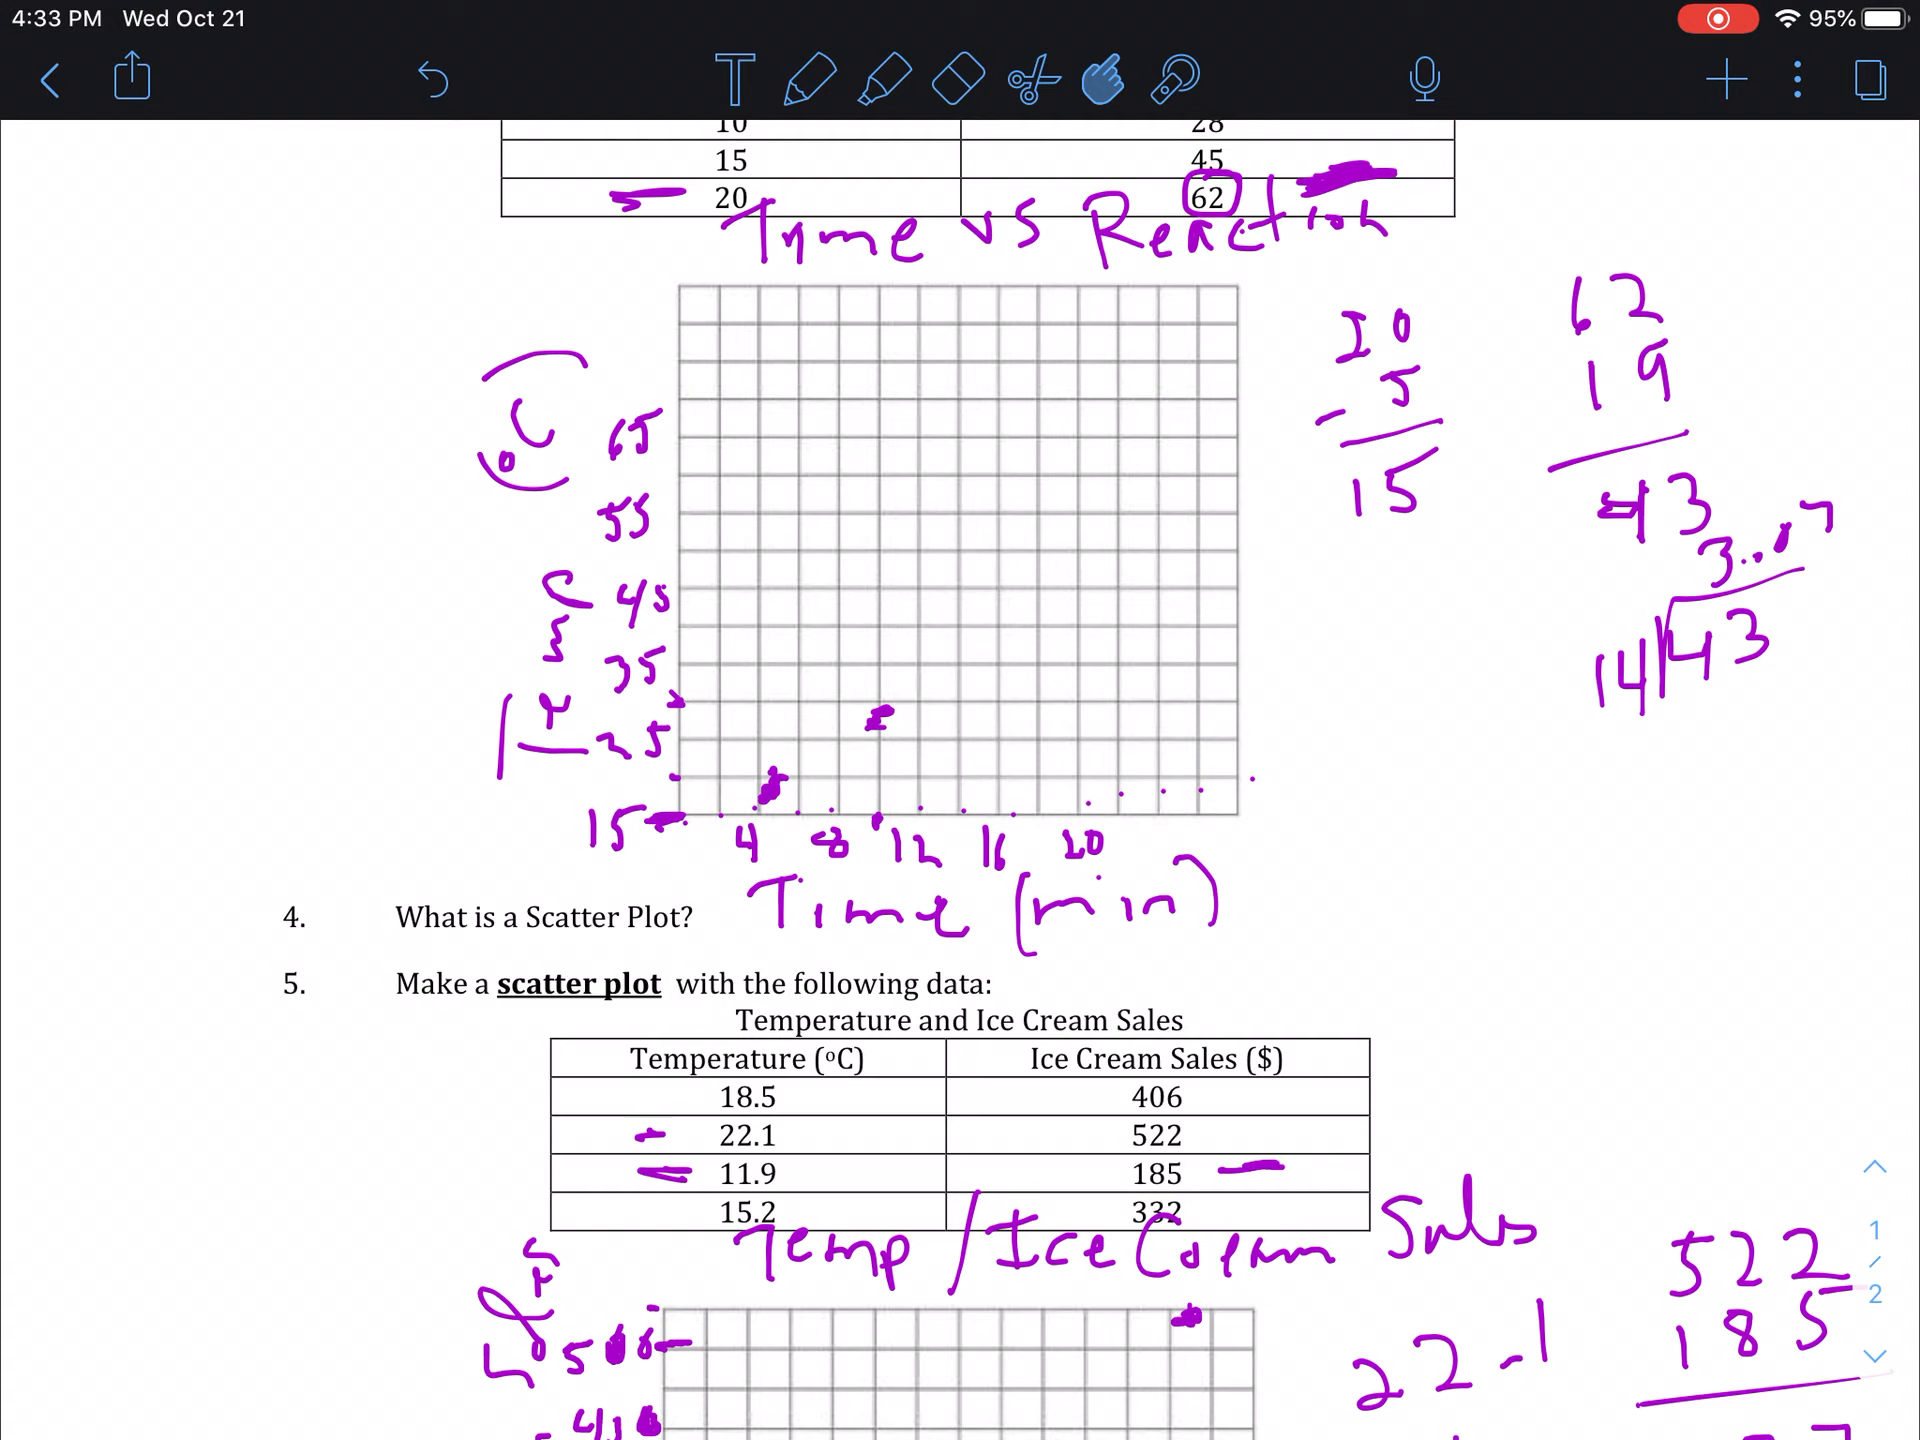 4:33 PM Wed Oct 21 95%
10 28
15 45
20 62
Time vs Reaction
(°C)
65
55
45
35
25
15
4 8 12 16 20
Time (min)
10
- 5
15
62
19
43
14 43
4. What is a Scatter Plot?
5. Make a scatter plot with the following data:
Temperature and Ice Cream Sales
Temperature (°C) Ice Cream Sales ($)
18.5 406
22.1 522
11.9 185
15.2 332
Temp / Ice Cream Sales
522
185
22.1
1
/
2